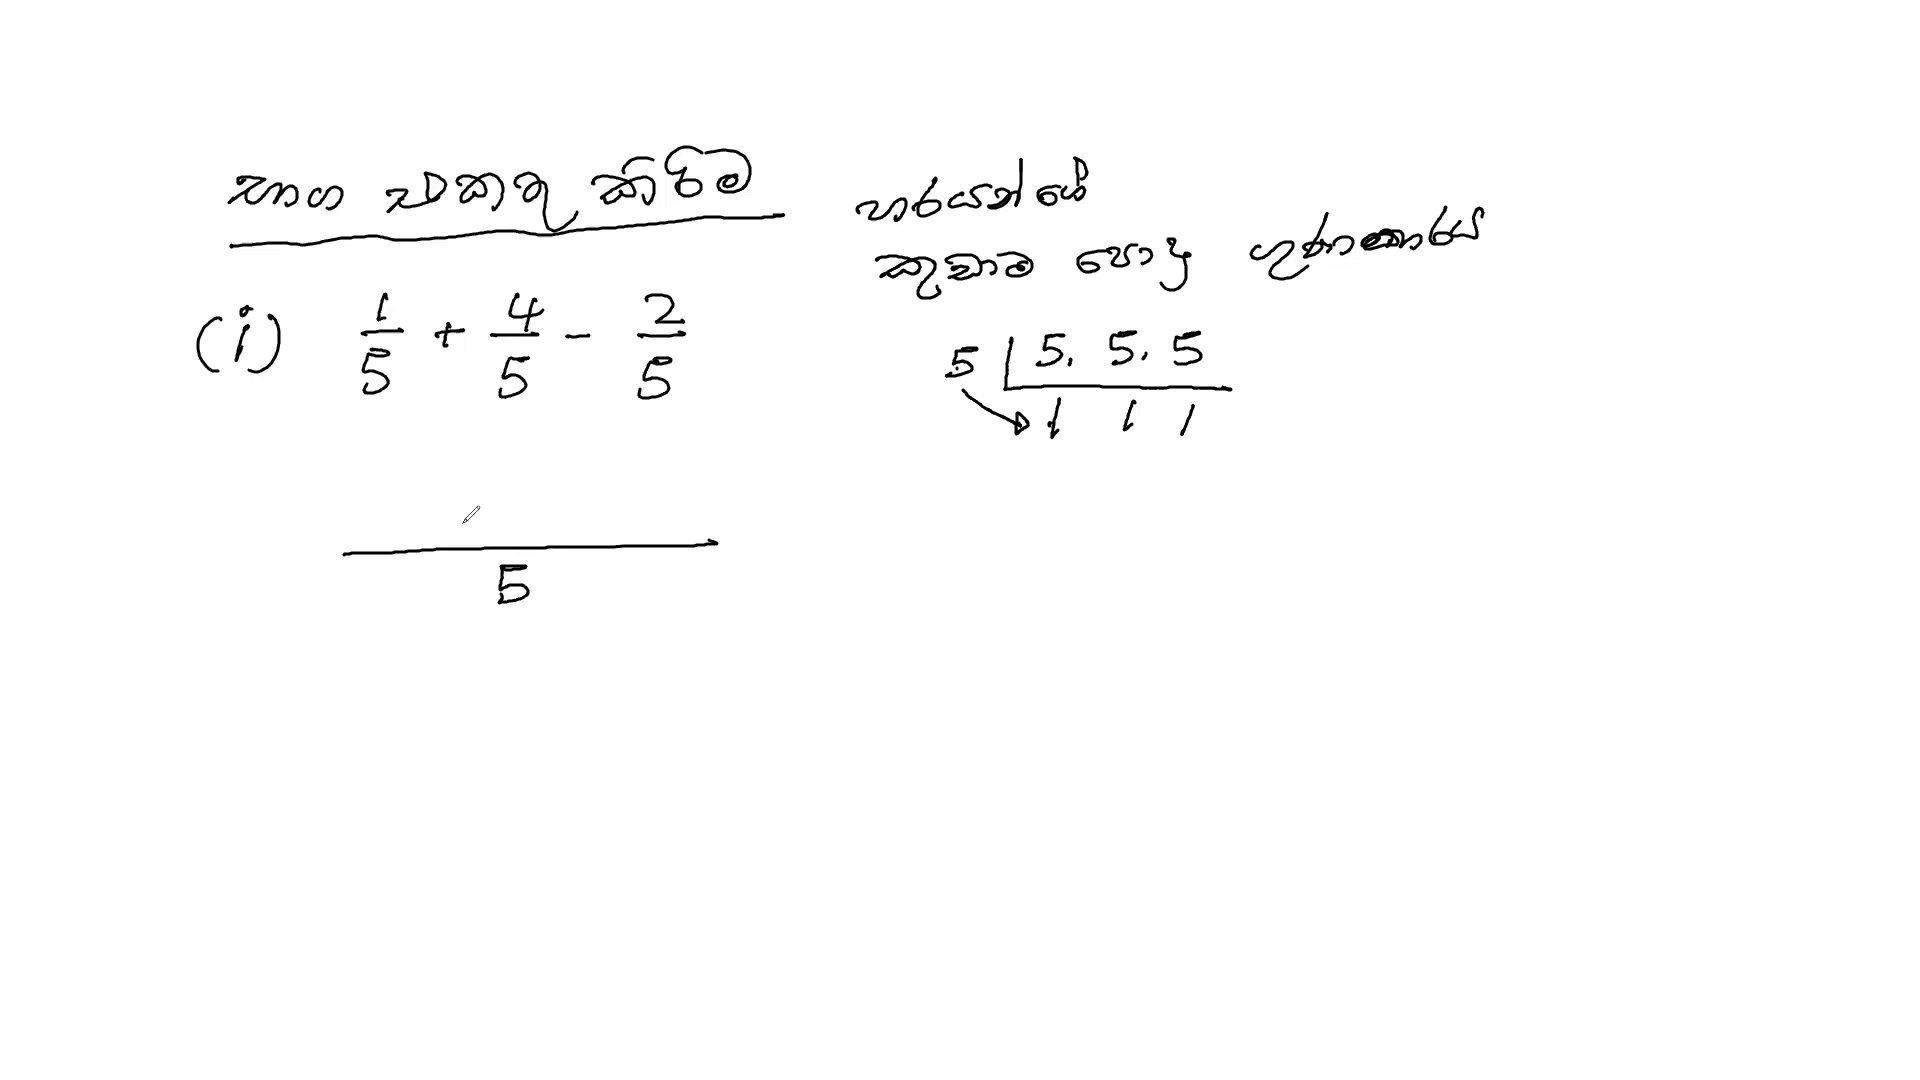 භාග එකතු කිරීම
හරයන්ගේ
කුඩාම පොදු ගුණාකාරය
(i) 1/5 + 4/5 - 2/5
5 | 5, 5, 5
1 1 1
5